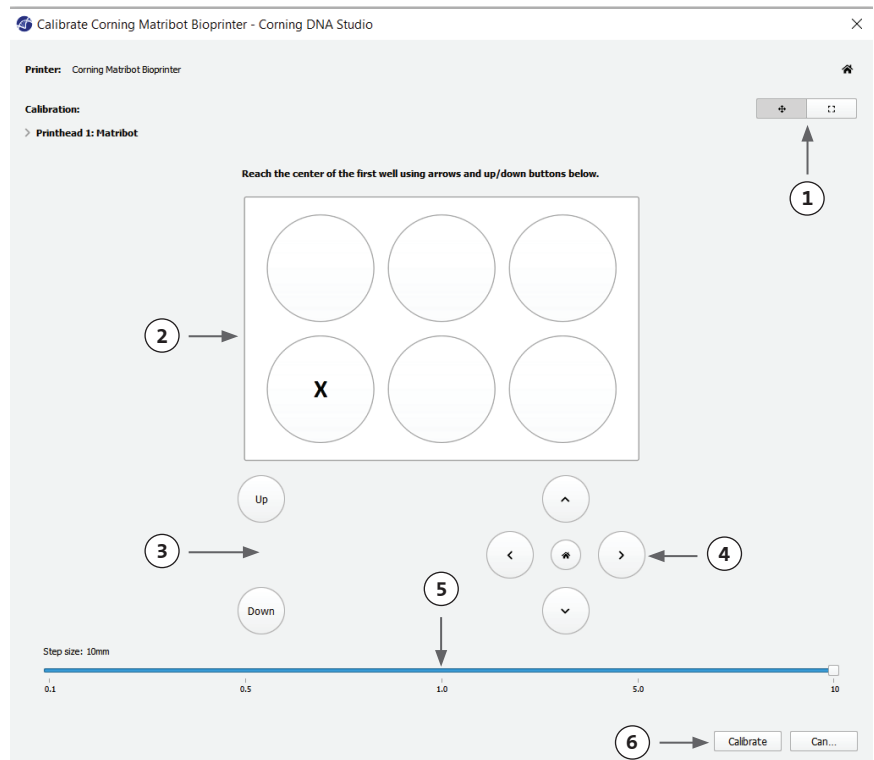 Calibrate Corning Matribot Bioprinter - Corning DNA Studio
Printer: Corning Matribot Bioprinter
Calibration:
Printhead 1: Matribot
1
Reach the center of the first well using arrows and up/down buttons below.
2
X
Up
3
4
5
Down
Step size: 10mm
0.1 0.5 1.0 5.0 10
6
Calibrate Can...